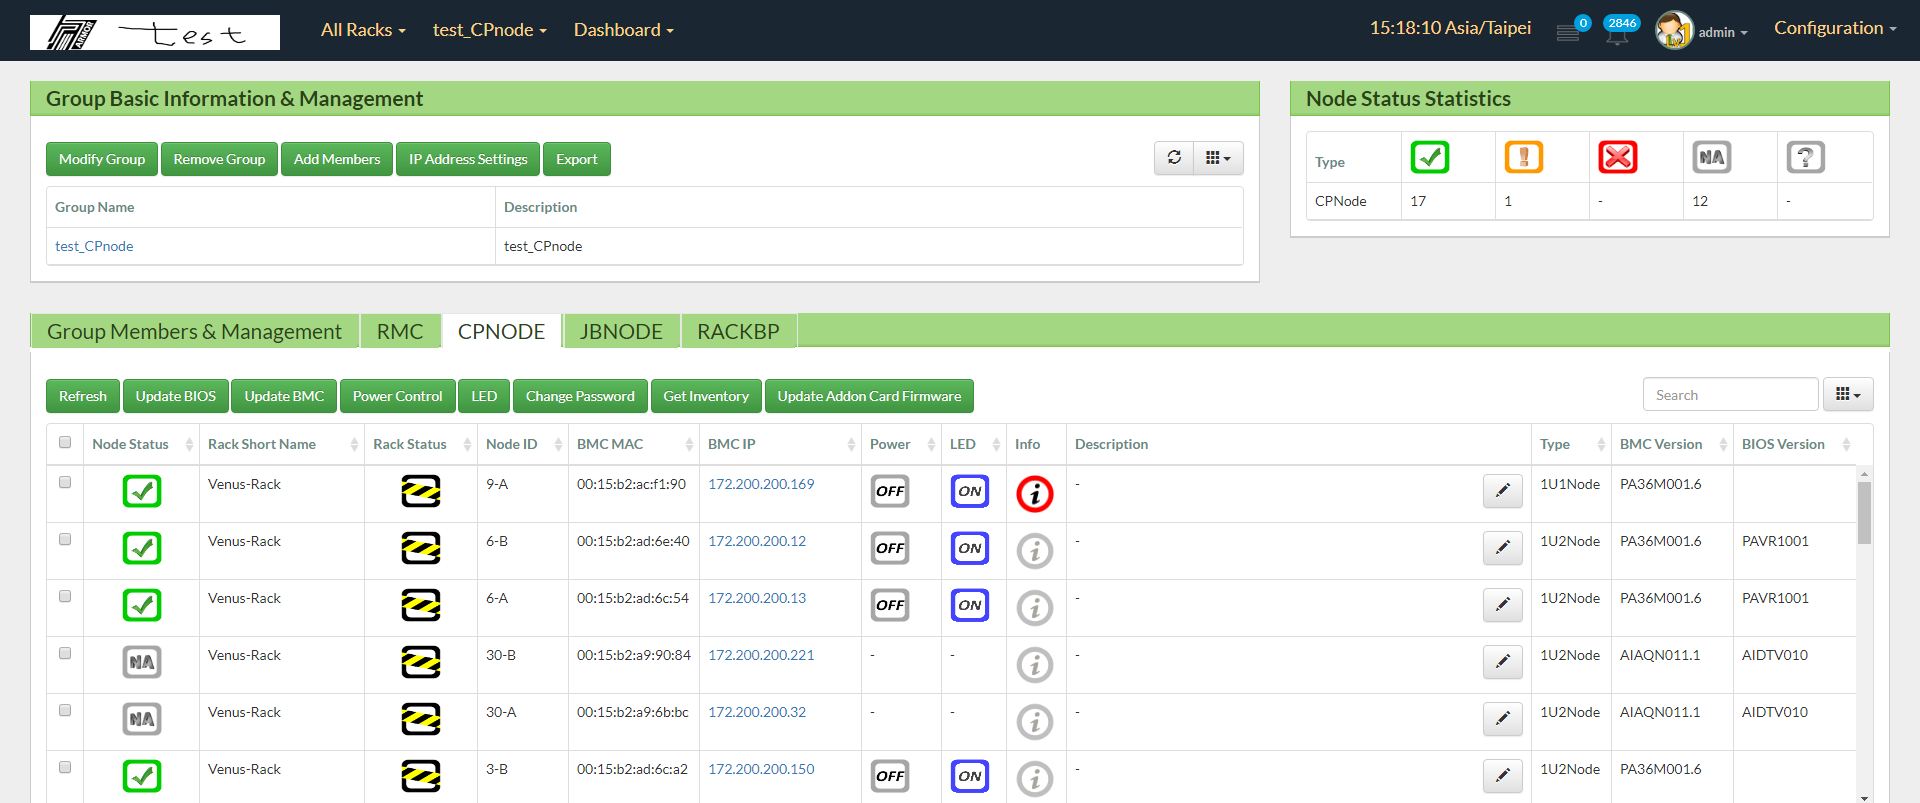 ARMOR test All Racks test_CPnode Dashboard 15:18:10 Asia/Taipei 0 2846 admin Configuration
Group Basic Information & Management
Modify Group Remove Group Add Members IP Address Settings Export
Group Name Description
test_CPnode test_CPnode
Node Status Statistics
Type NA ?
CPNode 17 1 - 12 -
Group Members & Management RMC CPNODE JBNODE RACKBP
Refresh Update BIOS Update BMC Power Control LED Change Password Get Inventory Update Addon Card Firmware Search
Node Status Rack Short Name Rack Status Node ID BMC MAC BMC IP Power LED Info Description Type BMC Version BIOS Version
Venus-Rack 9-A 00:15:b2:ac:f1:90 172.200.200.169 OFF ON i - 1U1Node PA36M001.6
Venus-Rack 6-B 00:15:b2:ad:6e:40 172.200.200.12 OFF ON i - 1U2Node PA36M001.6 PAVR1001
Venus-Rack 6-A 00:15:b2:ad:6c:54 172.200.200.13 OFF ON i - 1U2Node PA36M001.6 PAVR1001
NA Venus-Rack 30-B 00:15:b2:a9:90:84 172.200.200.221 - - i - 1U2Node AIAQN011.1 AIDTV010
NA Venus-Rack 30-A 00:15:b2:a9:6b:bc 172.200.200.32 - - i - 1U2Node AIAQN011.1 AIDTV010
Venus-Rack 3-B 00:15:b2:ad:6c:a2 172.200.200.150 OFF ON i - 1U2Node PA36M001.6